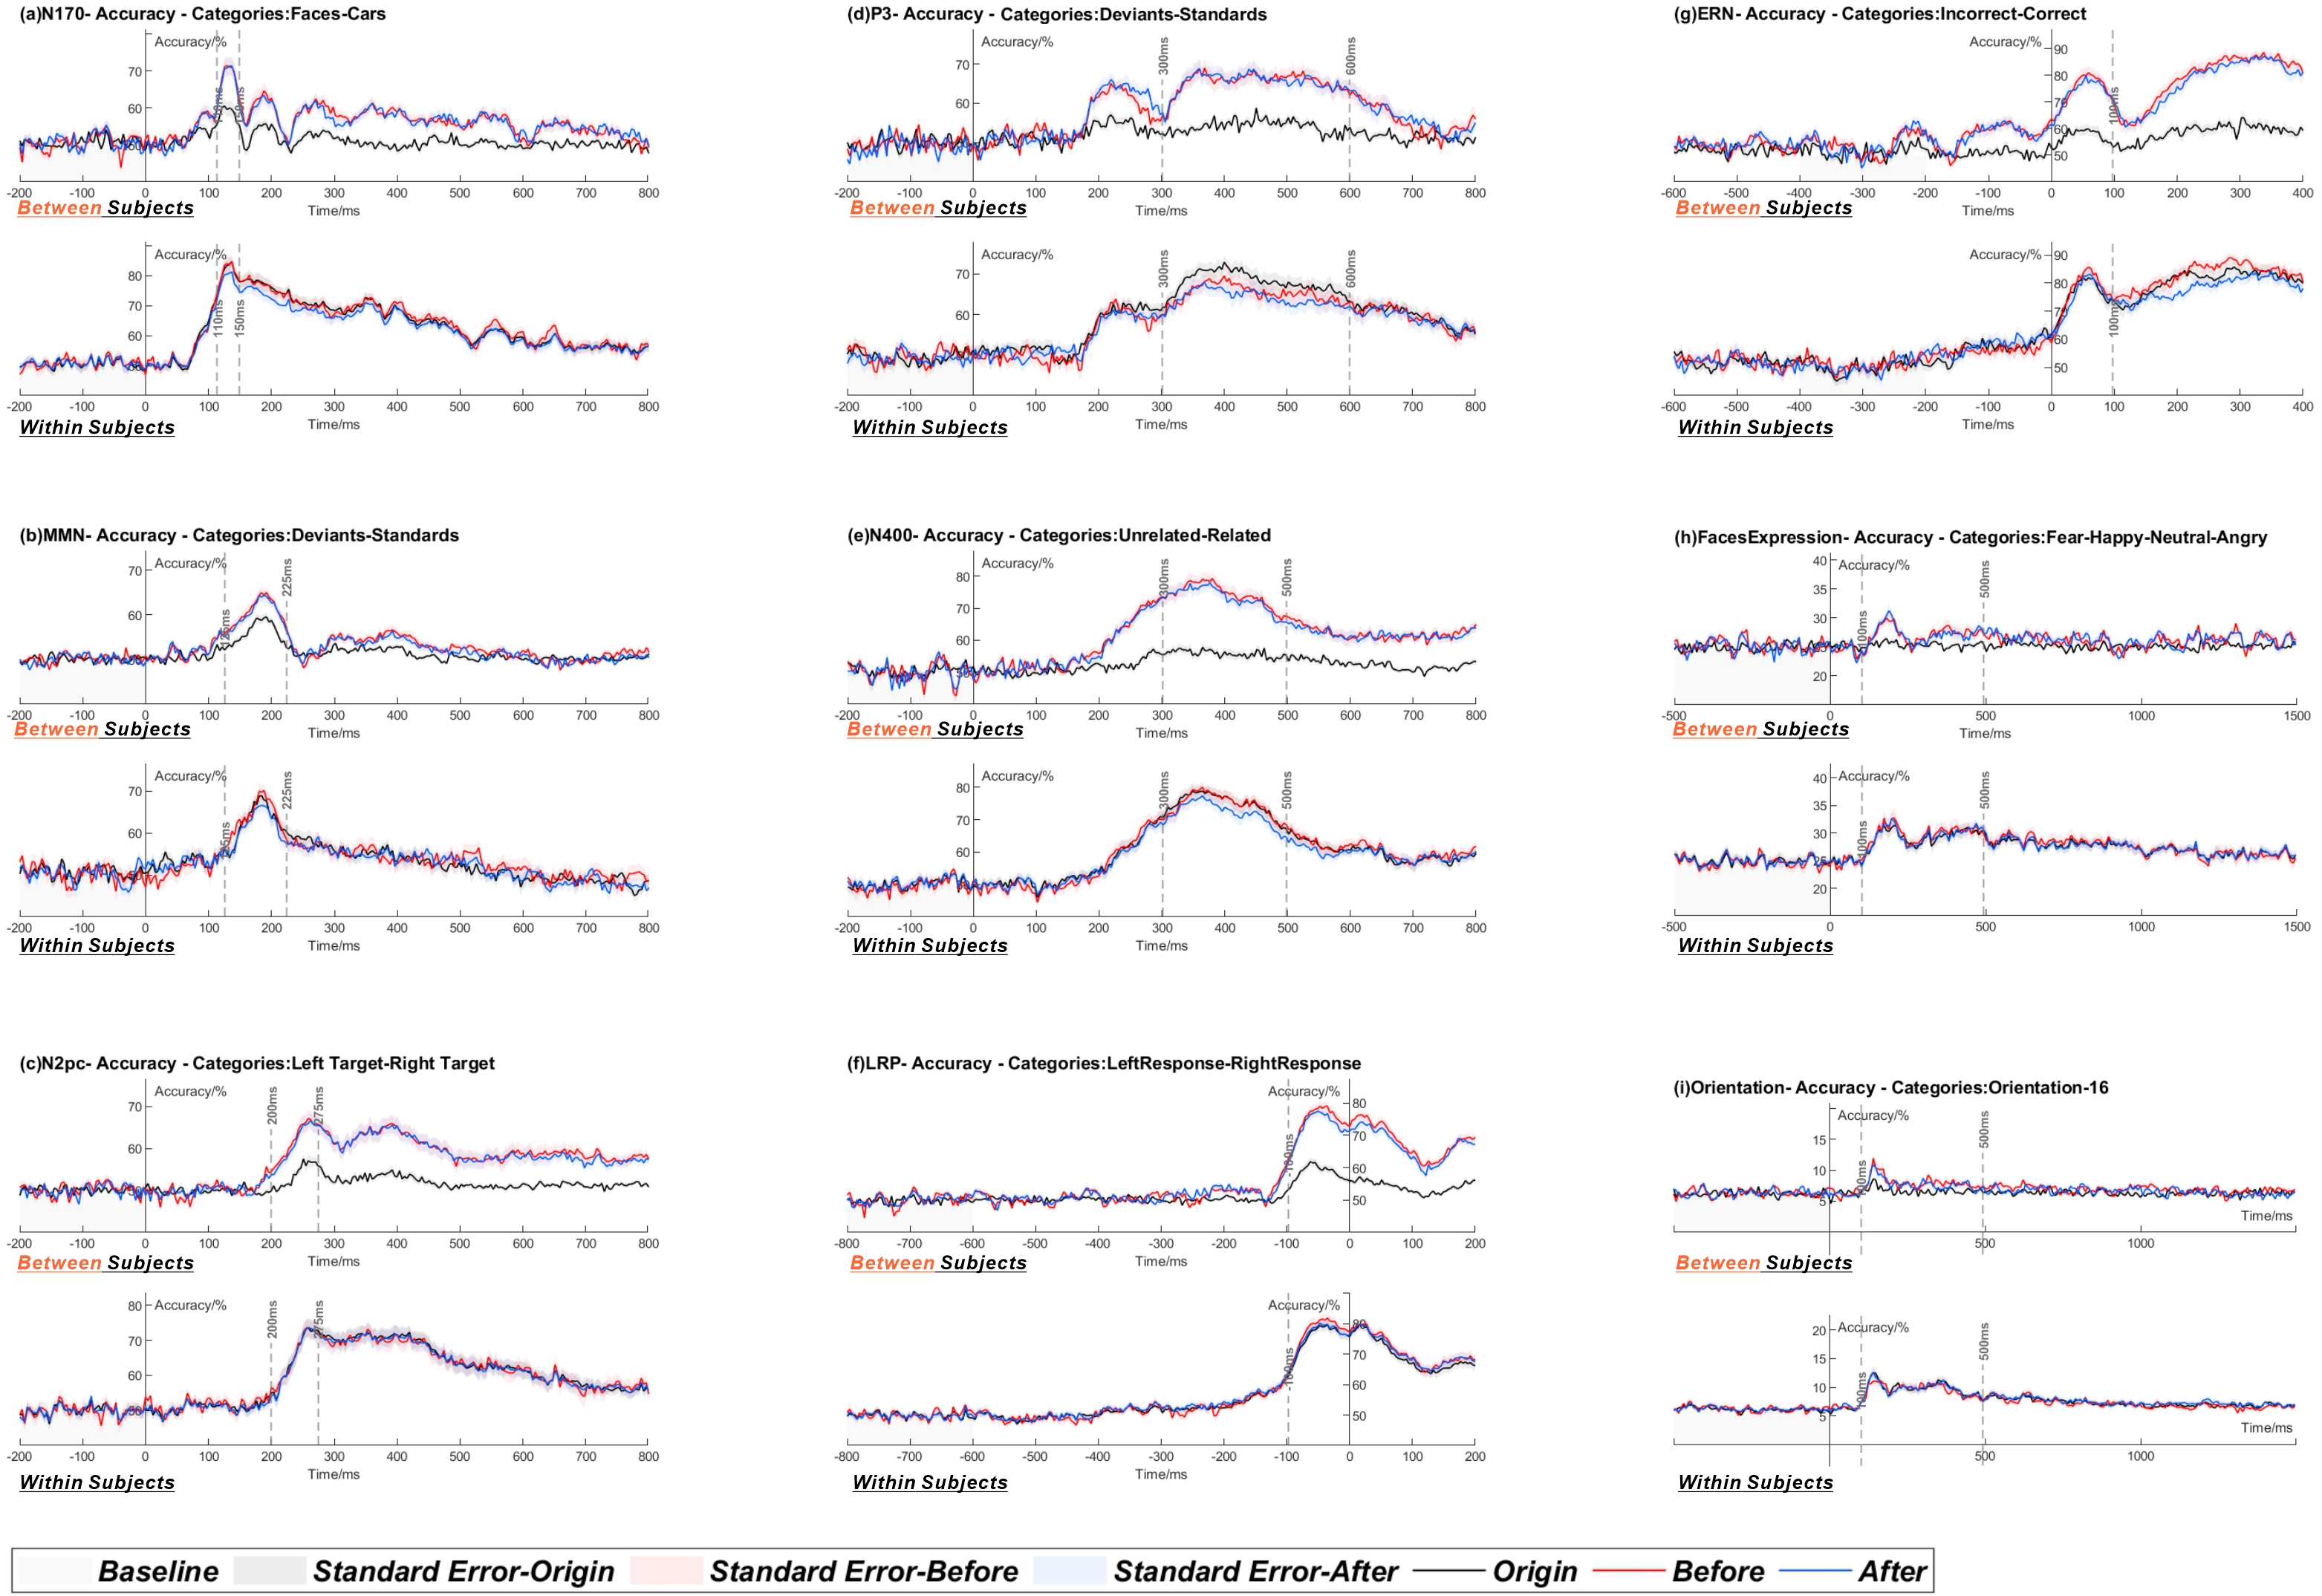 (a)N170- Accuracy - Categories:Faces-Cars
Accuracy/%
70
60
50
110ms
150ms
-200 -100 0 100 200 300 400 500 600 700 800
Between Subjects
Time/ms
Accuracy/%
80
70
60
50
110ms
150ms
-200 -100 0 100 200 300 400 500 600 700 800
Within Subjects
Time/ms
(d)P3- Accuracy - Categories:Deviants-Standards
Accuracy/%
70
60
300ms
600ms
-200 -100 0 100 200 300 400 500 600 700 800
Between Subjects
Time/ms
Accuracy/%
70
60
300ms
600ms
-200 -100 0 100 200 300 400 500 600 700 800
Within Subjects
Time/ms
(g)ERN- Accuracy - Categories:Incorrect-Correct
Accuracy/%
90
80
70
60
50
100ms
-600 -500 -400 -300 -200 -100 0 100 200 300 400
Between Subjects
Time/ms
Accuracy/%
90
80
70
60
50
100ms
-600 -500 -400 -300 -200 -100 0 100 200 300 400
Within Subjects
Time/ms
(b)MMN- Accuracy - Categories:Deviants-Standards
Accuracy/%
70
60
125ms
225ms
-200 -100 0 100 200 300 400 500 600 700 800
Between Subjects
Time/ms
Accuracy/%
70
60
225ms
-200 -100 0 100 200 300 400 500 600 700 800
Within Subjects
Time/ms
(e)N400- Accuracy - Categories:Unrelated-Related
Accuracy/%
80
70
60
50
300ms
500ms
-200 -100 0 100 200 300 400 500 600 700 800
Between Subjects
Time/ms
Accuracy/%
80
70
60
300ms
500ms
-200 -100 0 100 200 300 400 500 600 700 800
Within Subjects
Time/ms
(h)FacesExpression- Accuracy - Categories:Fear-Happy-Neutral-Angry
Accuracy/%
40
35
30
20
100ms
500ms
-500 0 500 1000 1500
Between Subjects
Time/ms
Accuracy/%
40
35
30
25
20
100ms
500ms
-500 0 500 1000 1500
Within Subjects
(c)N2pc- Accuracy - Categories:Left Target-Right Target
Accuracy/%
70
60
200ms
275ms
-200 -100 0 100 200 300 400 500 600 700 800
Between Subjects
Time/ms
Accuracy/%
80
70
60
50
200ms
275ms
-200 -100 0 100 200 300 400 500 600 700 800
Within Subjects
Time/ms
(f)LRP- Accuracy - Categories:LeftResponse-RightResponse
Accuracy/%
80
70
60
50
-100ms
-800 -700 -600 -500 -400 -300 -200 -100 0 100 200
Between Subjects
Time/ms
Accuracy/%
80
70
60
50
-100ms
-800 -700 -600 -500 -400 -300 -200 -100 0 100 200
Within Subjects
Time/ms
(i)Orientation- Accuracy - Categories:Orientation-16
Accuracy/%
15
10
5
100ms
500ms
Time/ms
500 1000
Between Subjects
Accuracy/%
20
15
10
5
100ms
500ms
Time/ms
500 1000
Within Subjects
Baseline Standard Error-Origin Standard Error-Before Standard Error-After Origin Before After